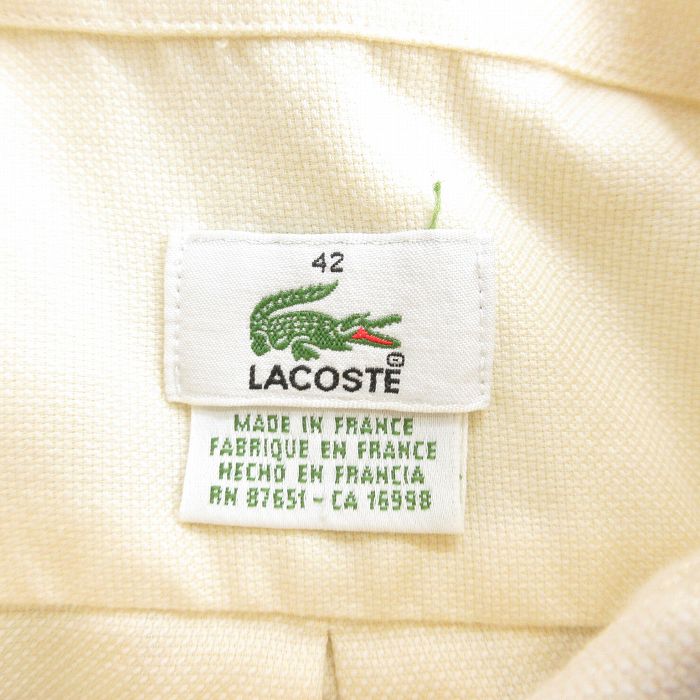 42
LACOSTE
MADE IN FRANCE
FABRIQUE EN FRANCE
HECHO EN FRANCIA
RN 87651 - CA 16998